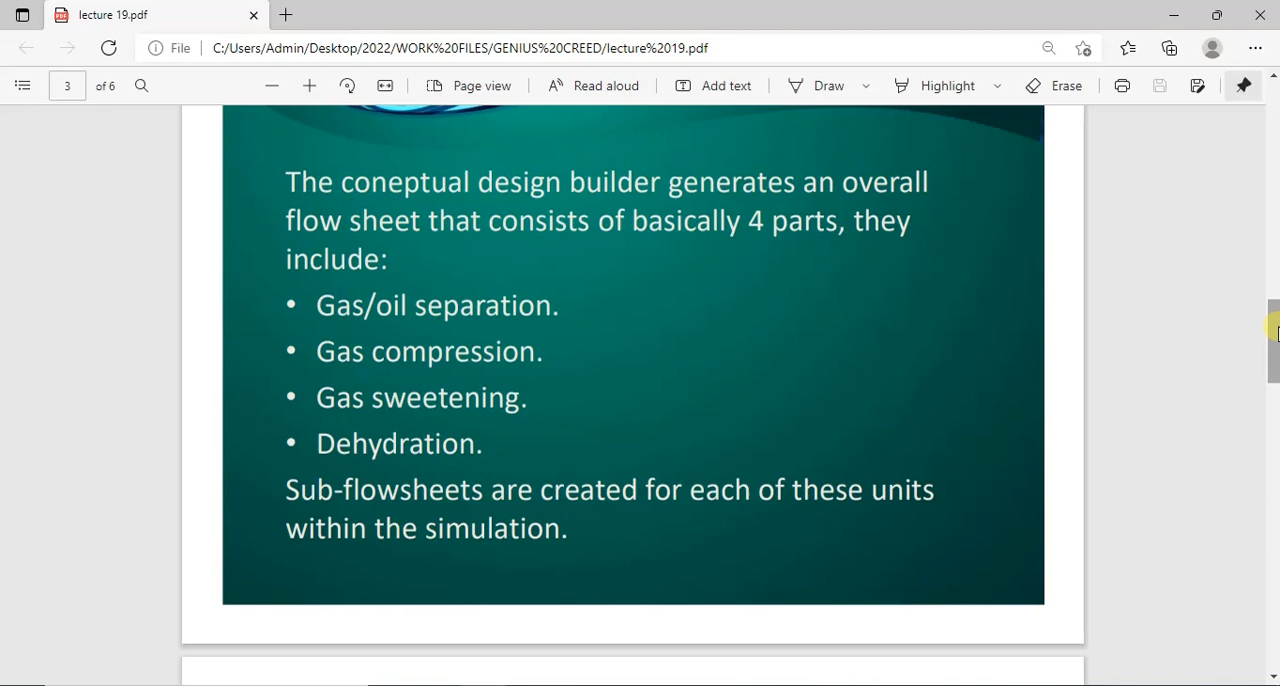 lecture 19.pdf
File
C:/Users/Admin/Desktop/2022/WORK%20FILES/GENIUS%20CREED/lecture%2019.pdf
3 of 6
Page view
Read aloud
Add text
Draw
Highlight
Erase
The coneptual design builder generates an overall
flow sheet that consists of basically 4 parts, they
include:
• Gas/oil separation.
• Gas compression.
• Gas sweetening.
• Dehydration.
Sub-flowsheets are created for each of these units
within the simulation.